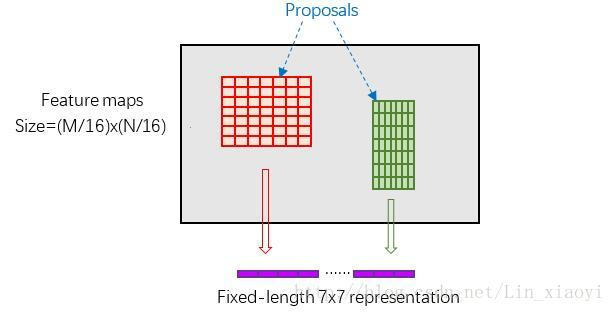 Proposals
Feature maps
Size=(M/16)x(N/16)
......
Fixed-length 7x7 representation
http://blog.csdn.net/Lin_xiaoyi